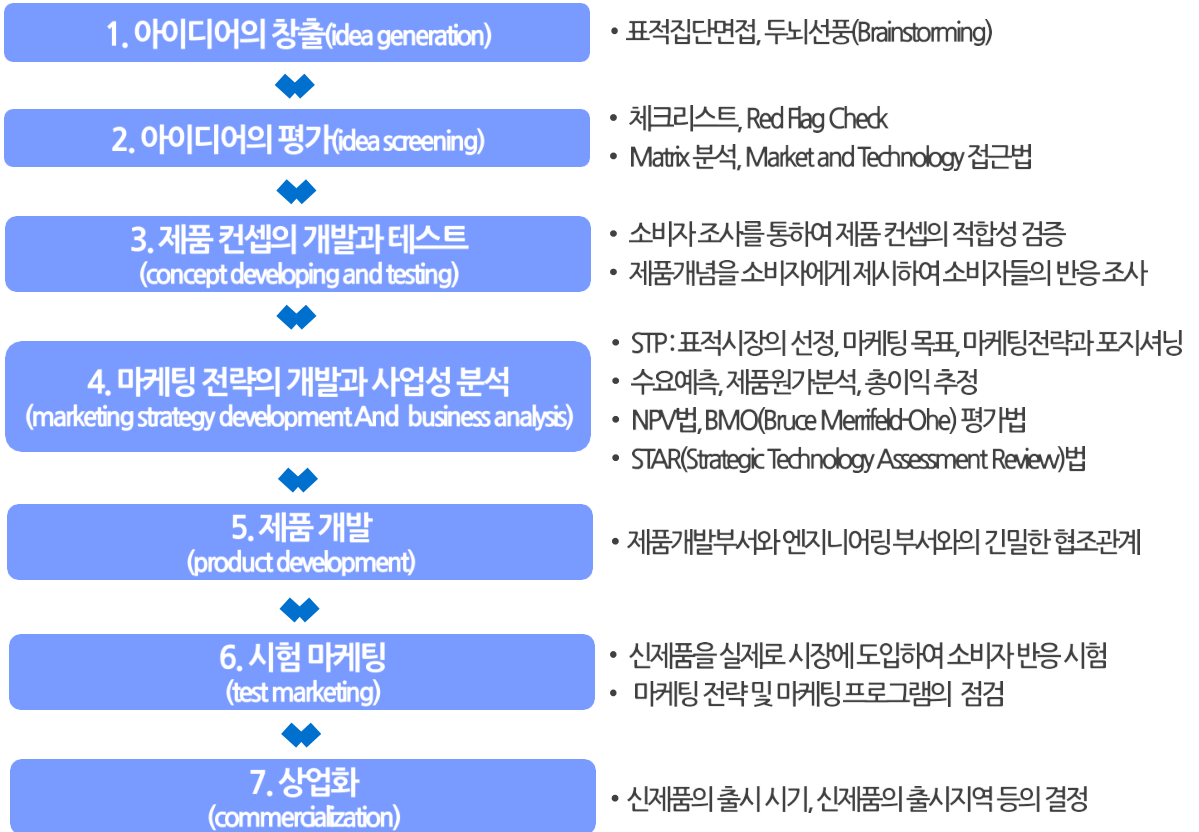 1. 아이디어의 창출(idea generation)
• 표적집단면접, 두뇌선풍(Brainstorming)
2. 아이디어의 평가(idea screening)
• 체크리스트, Red Flag Check
• Matrix 분석, Market and Technology 접근법
3. 제품 컨셉의 개발과 테스트
(concept developing and testing)
• 소비자 조사를 통하여 제품 컨셉의 적합성 검증
• 제품개념을 소비자에게 제시하여 소비자들의 반응 조사
4. 마케팅 전략의 개발과 사업성 분석
(marketing strategy development And business analysis)
• STP : 표적시장의 선정, 마케팅 목표, 마케팅전략과 포지셔닝
• 수요예측, 제품원가분석, 총이익 추정
• NPV법, BMO(Bruce Merrifeld-Ohe) 평가법
• STAR(Strategic Technology Assessment Review)법
5. 제품 개발
(product development)
• 제품개발부서와 엔지니어링 부서와의 긴밀한 협조관계
6. 시험 마케팅
(test marketing)
• 신제품을 실제로 시장에 도입하여 소비자 반응 시험
• 마케팅 전략 및 마케팅 프로그램의 점검
7. 상업화
(commercialization)
• 신제품의 출시 시기, 신제품의 출시지역 등의 결정